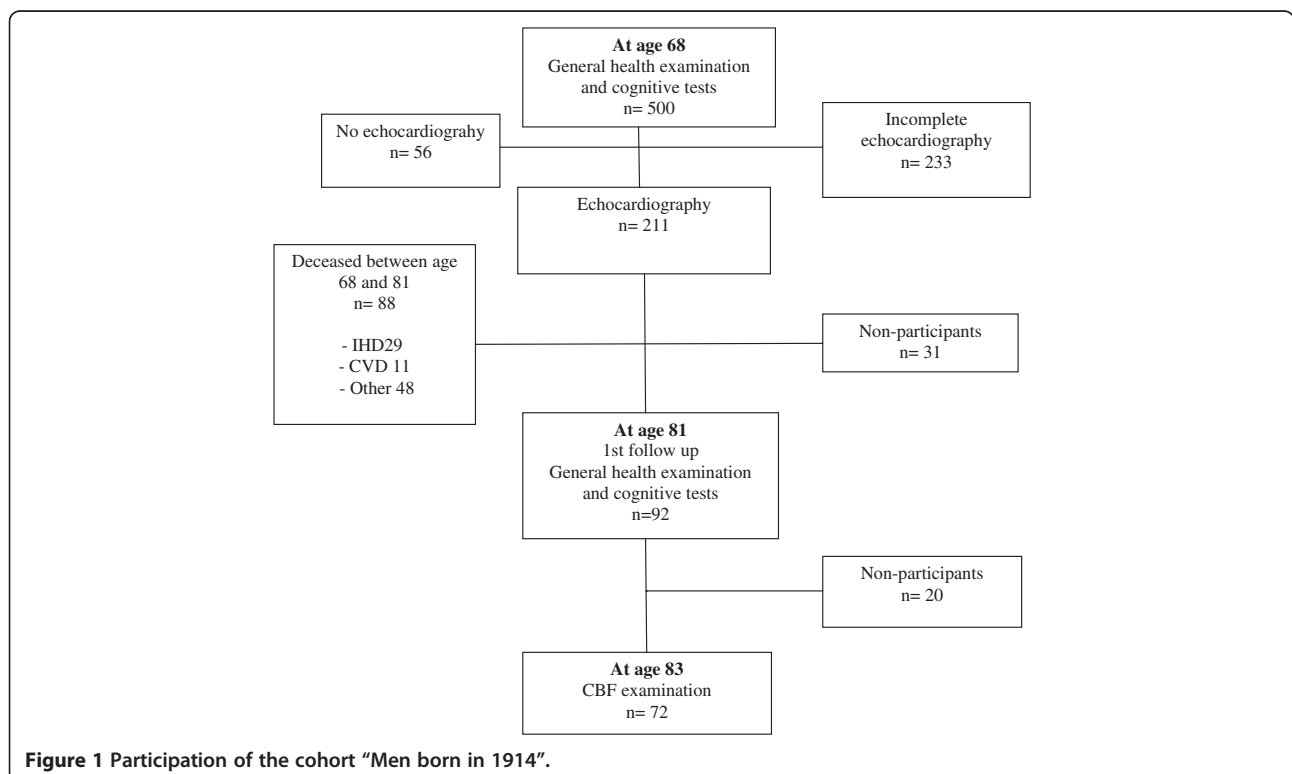 At age 68
General health examination
and cognitive tests
n= 500
No echocardiograhy
n= 56
Incomplete
echocardiography
n= 233
Echocardiography
n= 211
Deceased between age
68 and 81
n= 88
- IHD29
- CVD 11
- Other 48
Non-participants
n= 31
At age 81
1st follow up
General health examination
and cognitive tests
n=92
Non-participants
n= 20
At age 83
CBF examination
n= 72
Figure 1 Participation of the cohort “Men born in 1914”.